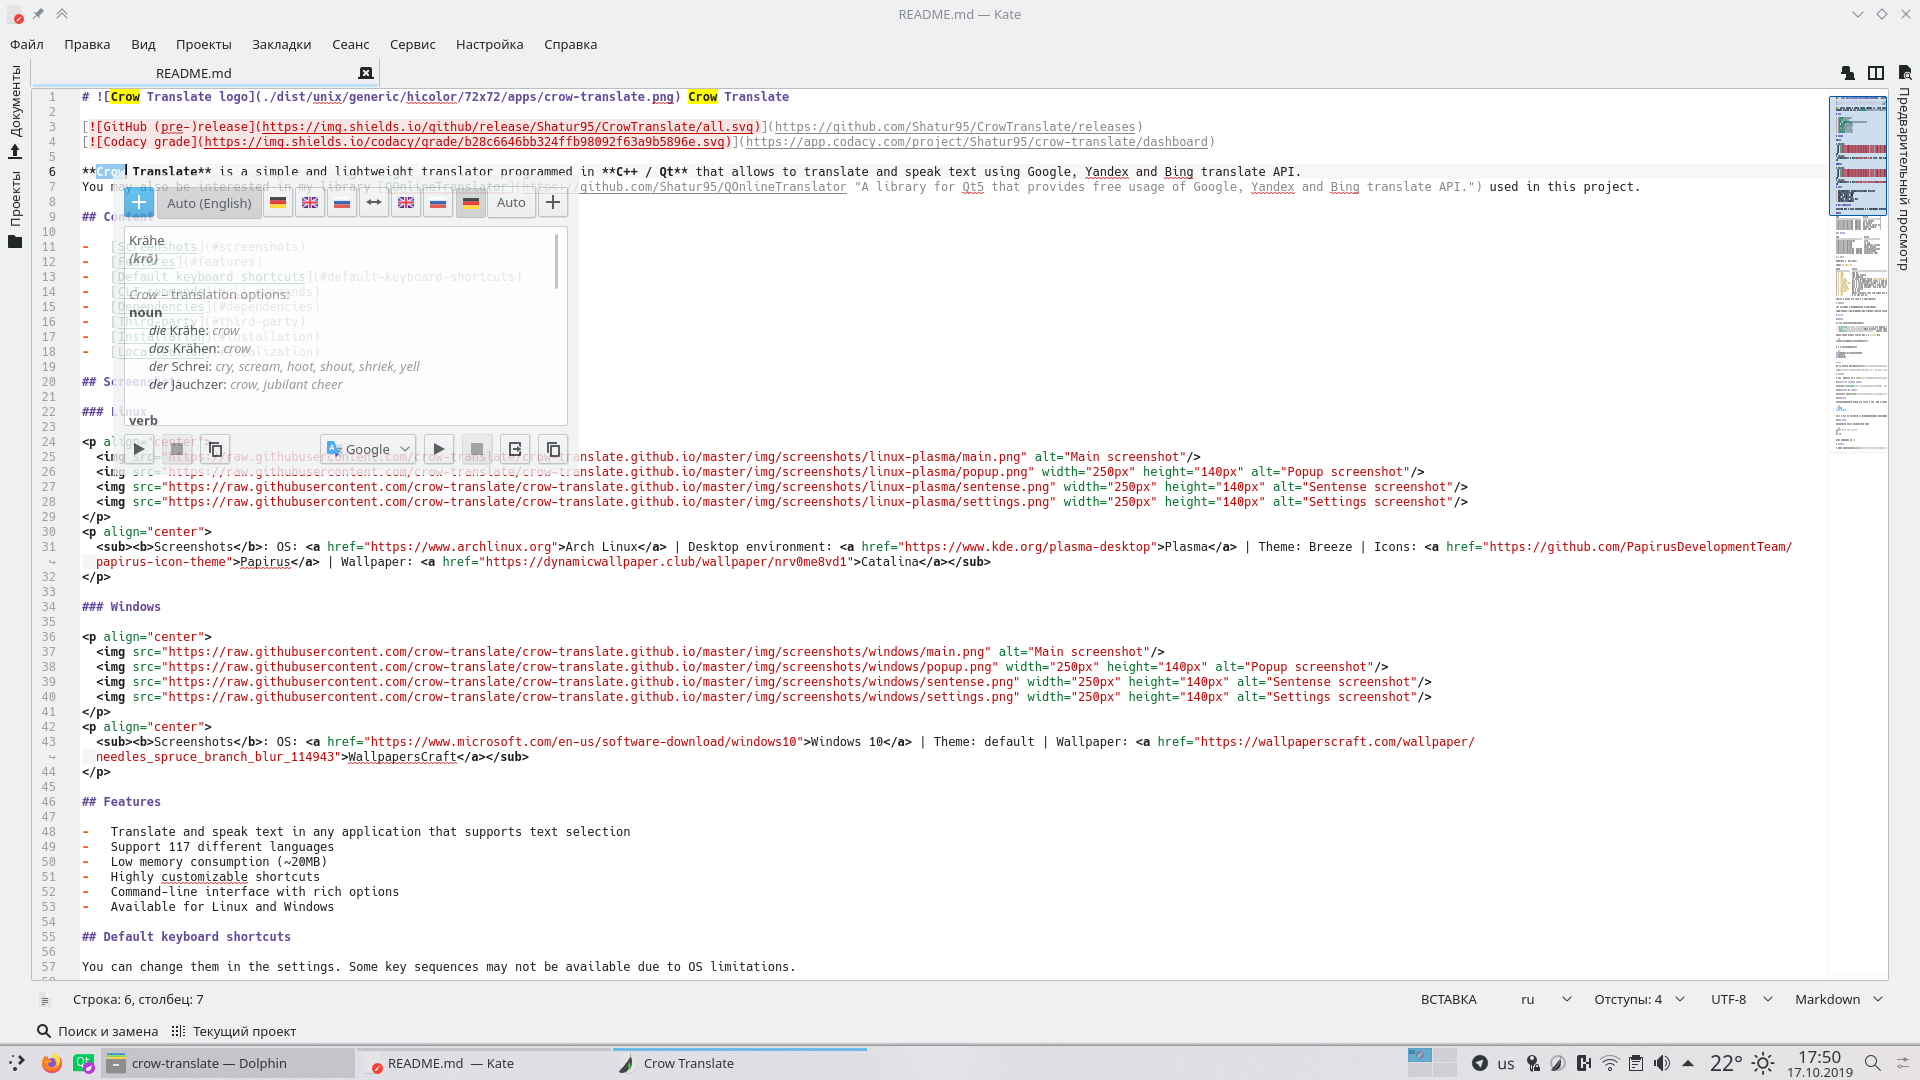 README.md — Kate
Файл Правка Вид Проекты Закладки Сеанс Сервис Настройка Справка
README.md
Документы
Проекты
Предварительный просмотр
1 # ![Crow Translate logo](./dist/unix/generic/hicolor/72x72/apps/crow-translate.png) Crow Translate
2
3 [![GitHub (pre-)release](https://img.shields.io/github/release/Shatur95/CrowTranslate/all.svg)](https://github.com/Shatur95/CrowTranslate/releases)
4 [![Codacy grade](https://img.shields.io/codacy/grade/b28c6646bb324ffb98092f63a9b5896e.svg)](https://app.codacy.com/project/Shatur95/crow-translate/dashboard)
5
6 **Crow Translate** is a simple and lightweight translator programmed in **C++ / Qt** that allows to translate and speak text using Google, Yandex and Bing translate API.
7 You may also be interested in my library [QOnlineTranslator](https://github.com/Shatur95/QOnlineTranslator "A library for Qt5 that provides free usage of Google, Yandex and Bing translate API.") used in this project.
8
9 ## Content
10
11 - [Screenshots](#screenshots)
12 - [Features](#features)
13 - [Default keyboard shortcuts](#default-keyboard-shortcuts)
14 - [CLI commands](#cli-commands)
15 - [Dependencies](#dependencies)
16 - [Third-party](#third-party)
17 - [Installation](#installation)
18 - [Localization](#localization)
19
20 ## Screenshots
21
22 ### Linux
23
Auto (English) Auto
Krähe
(krō)
Crow – translation options:
noun
die Krähe: crow
das Krähen: crow
der Schrei: cry, scream, hoot, shout, shriek, yell
der Jauchzer: crow, jubilant cheer
verb
Google
24 <p align="center">
25 <img src="https://raw.githubusercontent.com/crow-translate/crow-translate.github.io/master/img/screenshots/linux-plasma/main.png" alt="Main screenshot"/>
26 <img src="https://raw.githubusercontent.com/crow-translate/crow-translate.github.io/master/img/screenshots/linux-plasma/popup.png" width="250px" height="140px" alt="Popup screenshot"/>
27 <img src="https://raw.githubusercontent.com/crow-translate/crow-translate.github.io/master/img/screenshots/linux-plasma/sentense.png" width="250px" height="140px" alt="Sentense screenshot"/>
28 <img src="https://raw.githubusercontent.com/crow-translate/crow-translate.github.io/master/img/screenshots/linux-plasma/settings.png" width="250px" height="140px" alt="Settings screenshot"/>
29 </p>
30 <p align="center">
31 <sub><b>Screenshots</b>: OS: <a href="https://www.archlinux.org">Arch Linux</a> | Desktop environment: <a href="https://www.kde.org/plasma-desktop">Plasma</a> | Theme: Breeze | Icons: <a href="https://github.com/PapirusDevelopmentTeam/
papirus-icon-theme">Papirus</a> | Wallpaper: <a href="https://dynamicwallpaper.club/wallpaper/nrv0me8vd1">Catalina</a></sub>
32 </p>
33
34 ### Windows
35
36 <p align="center">
37 <img src="https://raw.githubusercontent.com/crow-translate/crow-translate.github.io/master/img/screenshots/windows/main.png" alt="Main screenshot"/>
38 <img src="https://raw.githubusercontent.com/crow-translate/crow-translate.github.io/master/img/screenshots/windows/popup.png" width="250px" height="140px" alt="Popup screenshot"/>
39 <img src="https://raw.githubusercontent.com/crow-translate/crow-translate.github.io/master/img/screenshots/windows/sentense.png" width="250px" height="140px" alt="Sentense screenshot"/>
40 <img src="https://raw.githubusercontent.com/crow-translate/crow-translate.github.io/master/img/screenshots/windows/settings.png" width="250px" height="140px" alt="Settings screenshot"/>
41 </p>
42 <p align="center">
43 <sub><b>Screenshots</b>: OS: <a href="https://www.microsoft.com/en-us/software-download/windows10">Windows 10</a> | Theme: default | Wallpaper: <a href="https://wallpaperscraft.com/wallpaper/
needles_spruce_branch_blur_114943">WallpapersCraft</a></sub>
44 </p>
45
46 ## Features
47
48 - Translate and speak text in any application that supports text selection
49 - Support 117 different languages
50 - Low memory consumption (~20MB)
51 - Highly customizable shortcuts
52 - Command-line interface with rich options
53 - Available for Linux and Windows
54
55 ## Default keyboard shortcuts
56
57 You can change them in the settings. Some key sequences may not be available due to OS limitations.
Строка: 6, столбец: 7 ВСТАВКА ru Отступы: 4 UTF-8 Markdown
Поиск и замена Текущий проект
crow-translate — Dolphin README.md — Kate Crow Translate us 22° 17:50
17.10.2019